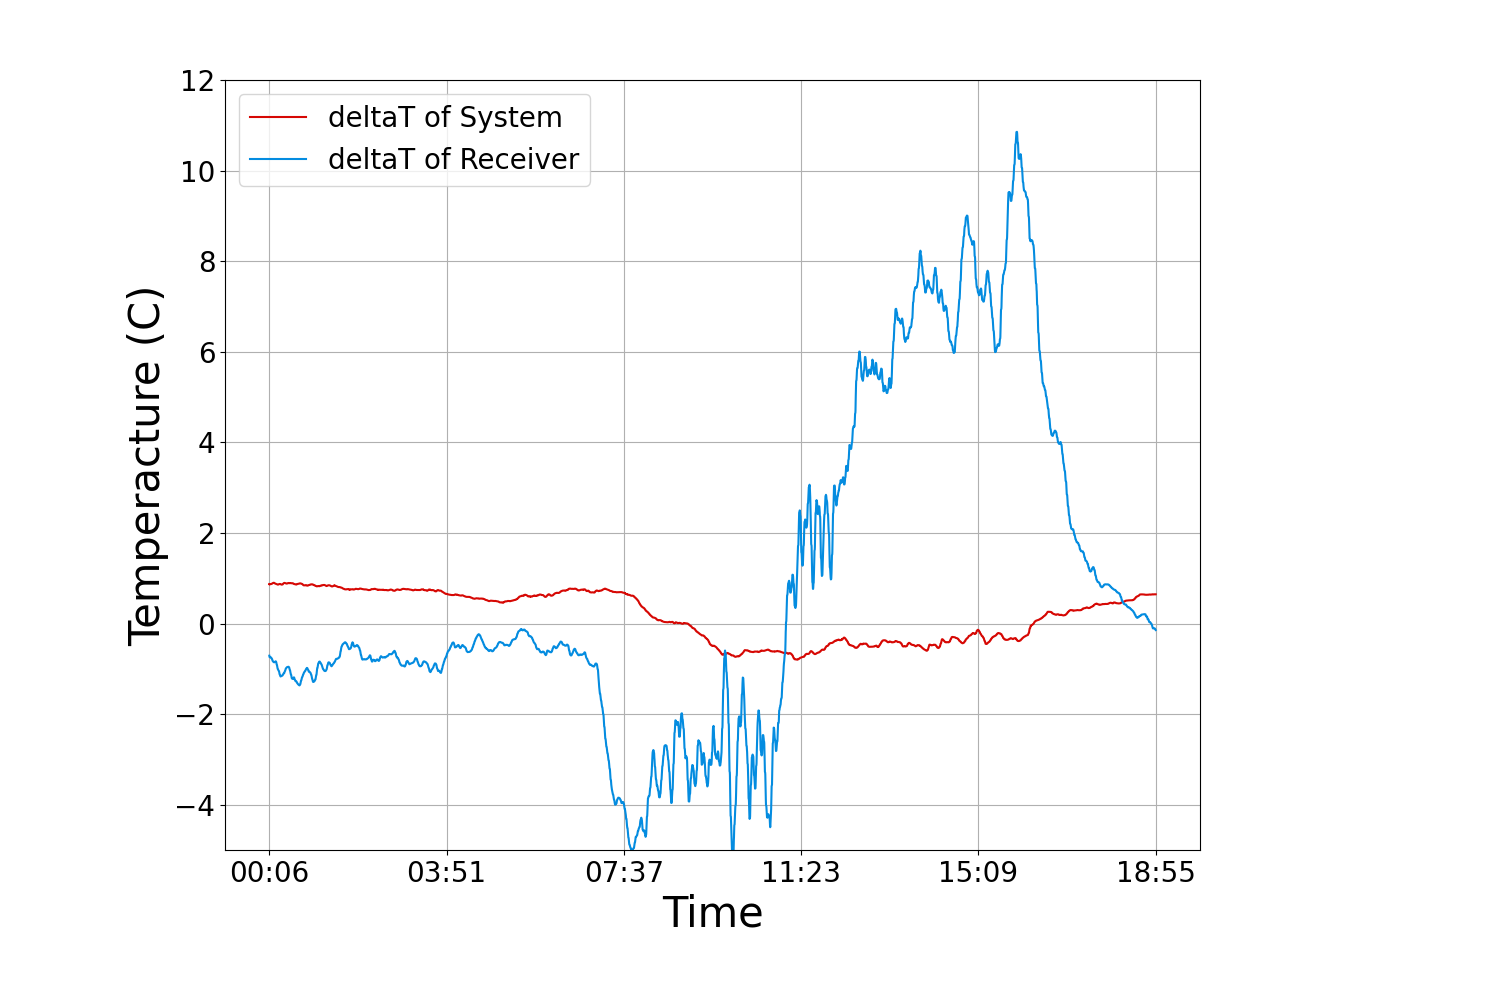 deltaT of System
deltaT of Receiver
12
10
8
6
4
2
0
−2
−4
Temperacture (C)
00:06 03:51 07:37 11:23 15:09 18:55
Time